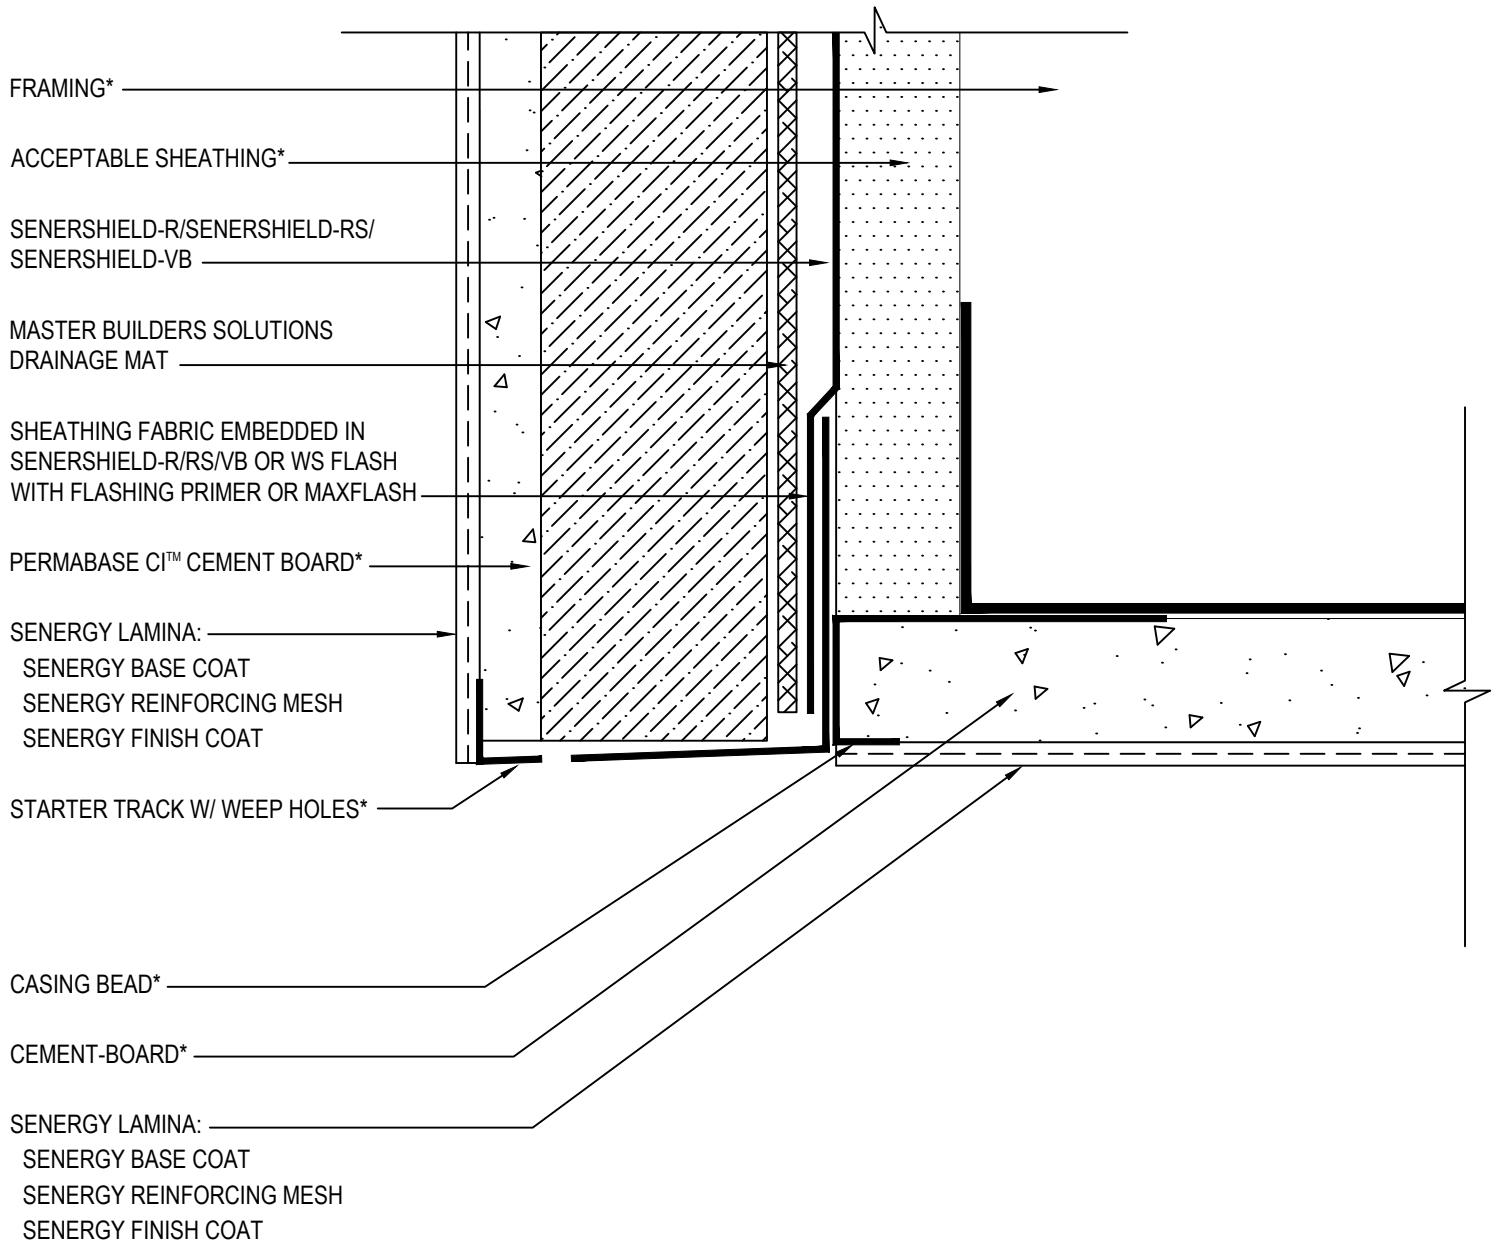 FRAMING*
ACCEPTABLE SHEATHING*
SENERSHIELD-R/SENERSHIELD-RS/
SENERSHIELD-VB
MASTER BUILDERS SOLUTIONS
DRAINAGE MAT
SHEATHING FABRIC EMBEDDED IN
SENERSHIELD-R/RS/VB OR WS FLASH
WITH FLASHING PRIMER OR MAXFLASH
PERMABASE CI™ CEMENT BOARD*
SENERGY LAMINA:
SENERGY BASE COAT
SENERGY REINFORCING MESH
SENERGY FINISH COAT
STARTER TRACK W/ WEEP HOLES*
CASING BEAD*
CEMENT-BOARD*
SENERGY LAMINA:
SENERGY BASE COAT
SENERGY REINFORCING MESH
SENERGY FINISH COAT